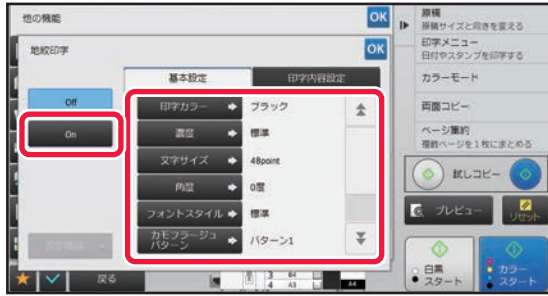 他の機能
OK
地紋印字
OK
基本設定
印字内容設定
Off
On
印字カラー
ブラック
濃度
標準
文字サイズ
48point
角度
0度
フォントスタイル
標準
カモフラージュ
パターン
パターン1
戻る
3 B4
4 A3
A4
原稿
原稿サイズと向きを変える
印字メニュー
日付やスタンプを印字する
カラーモード
両面コピー
ページ集約
複数ページを1枚にまとめる
試しコピー
プレビュー
リセット
白黒
スタート
カラー
スタート